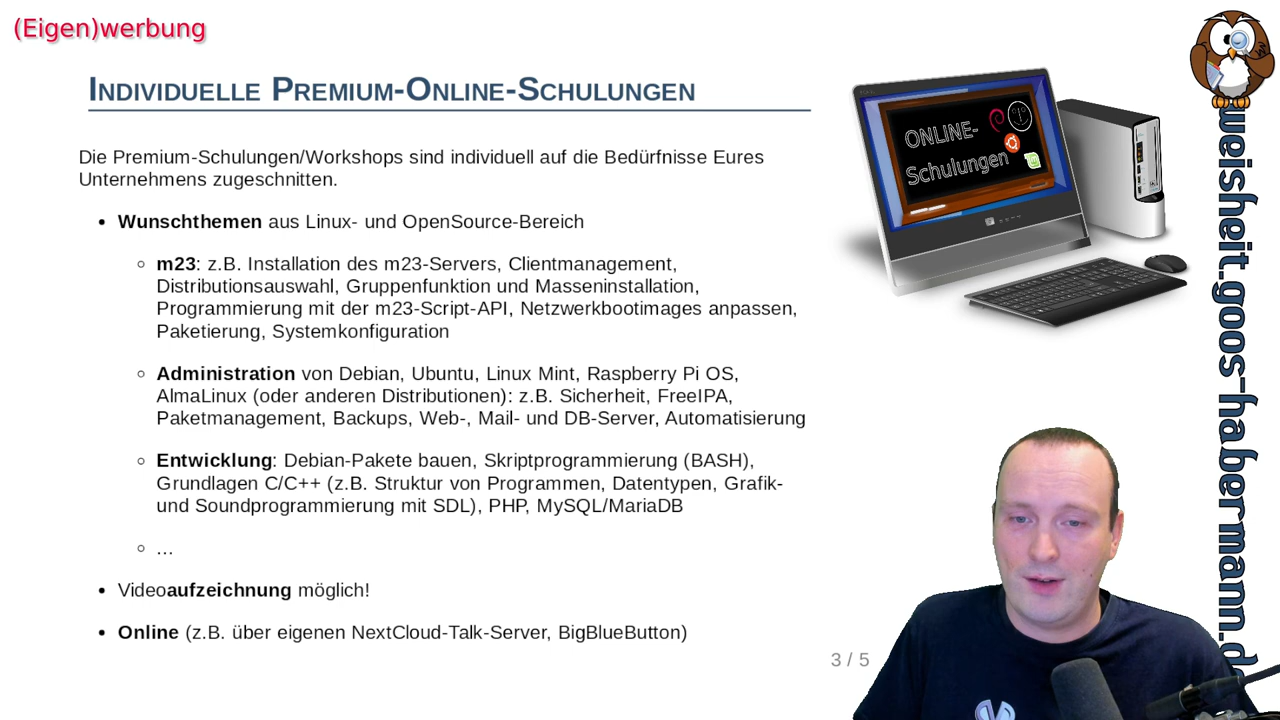 (Eigen)werbung
Individuelle Premium-Online-Schulungen
Die Premium-Schulungen/Workshops sind individuell auf die Bedürfnisse Eures
Unternehmens zugeschnitten.
• Wunschthemen aus Linux- und OpenSource-Bereich
○ m23: z.B. Installation des m23-Servers, Clientmanagement,
Distributionsauswahl, Gruppenfunktion und Masseninstallation,
Programmierung mit der m23-Script-API, Netzwerkbootimages anpassen,
Paketierung, Systemkonfiguration
○ Administration von Debian, Ubuntu, Linux Mint, Raspberry Pi OS,
AlmaLinux (oder anderen Distributionen): z.B. Sicherheit, FreeIPA,
Paketmanagement, Backups, Web-, Mail- und DB-Server, Automatisierung
○ Entwicklung: Debian-Pakete bauen, Skriptprogrammierung (BASH),
Grundlagen C/C++ (z.B. Struktur von Programmen, Datentypen, Grafik-
und Soundprogrammierung mit SDL), PHP, MySQL/MariaDB
○ ...
• Videoaufzeichnung möglich!
• Online (z.B. über eigenen NextCloud-Talk-Server, BigBlueButton)
3 / 5
ONLINE-
Schulungen
weisheit.goos-habermann.d